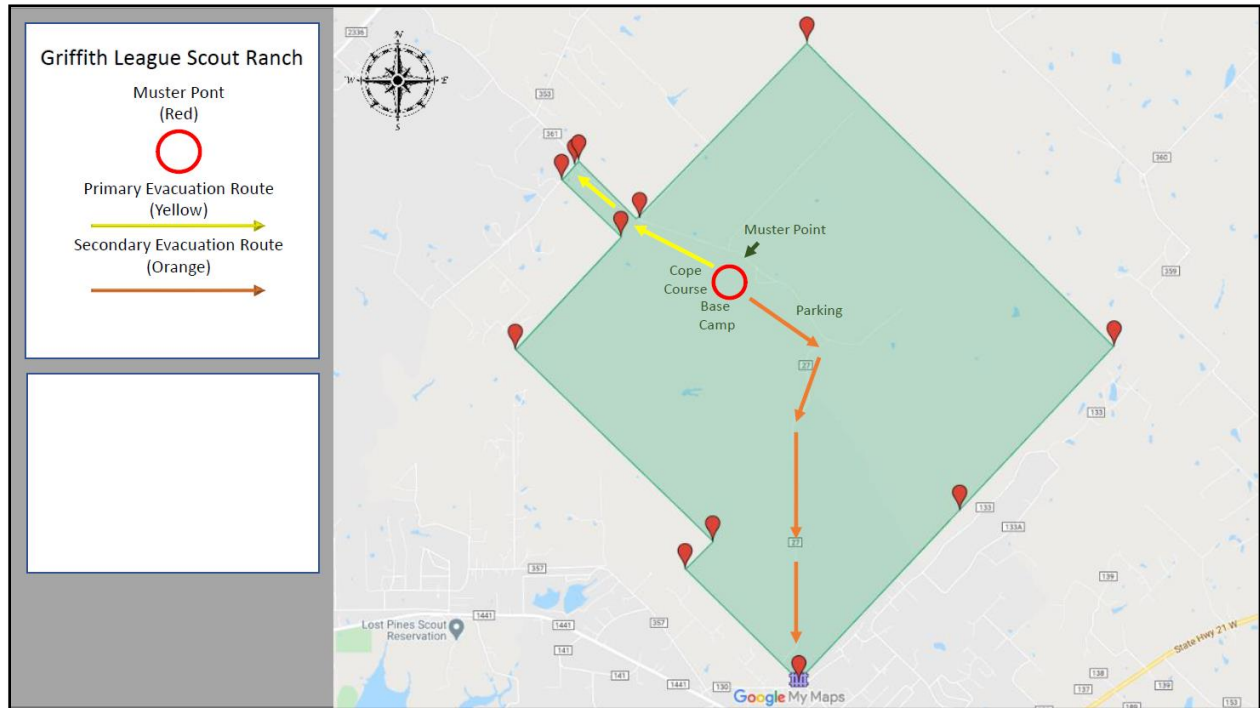 Griffith League Scout Ranch
Muster Pont
(Red)
Primary Evacuation Route
(Yellow)
Secondary Evacuation Route
(Orange)
2336
N
W
E
S
353
361
360
359
Muster Point
Cope
Course
Base
Camp
Parking
27
133
133
133A
27
357
139
1441
1441
357
Lost Pines Scout
Reservation
141
141
1441
130
State Hwy 21 W
138
137
139
153
Google My Maps